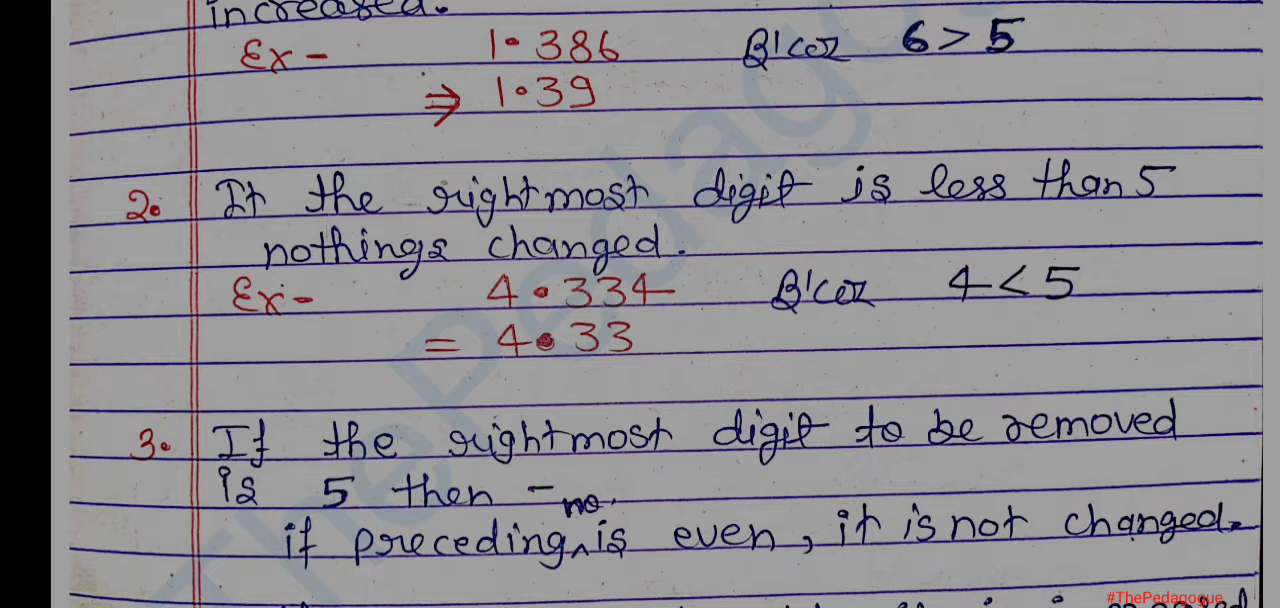 increased.
Ex - 1.386 B'coz 6 > 5
⇒ 1.39
2. If the rightmost digit is less than 5
nothings changed.
Ex - 4.334 B'coz 4 < 5
= 4.33
3. If the rightmost digit to be removed
is 5 then -
no.
if preceding ^ is even, it is not changed.
#ThePedagogue